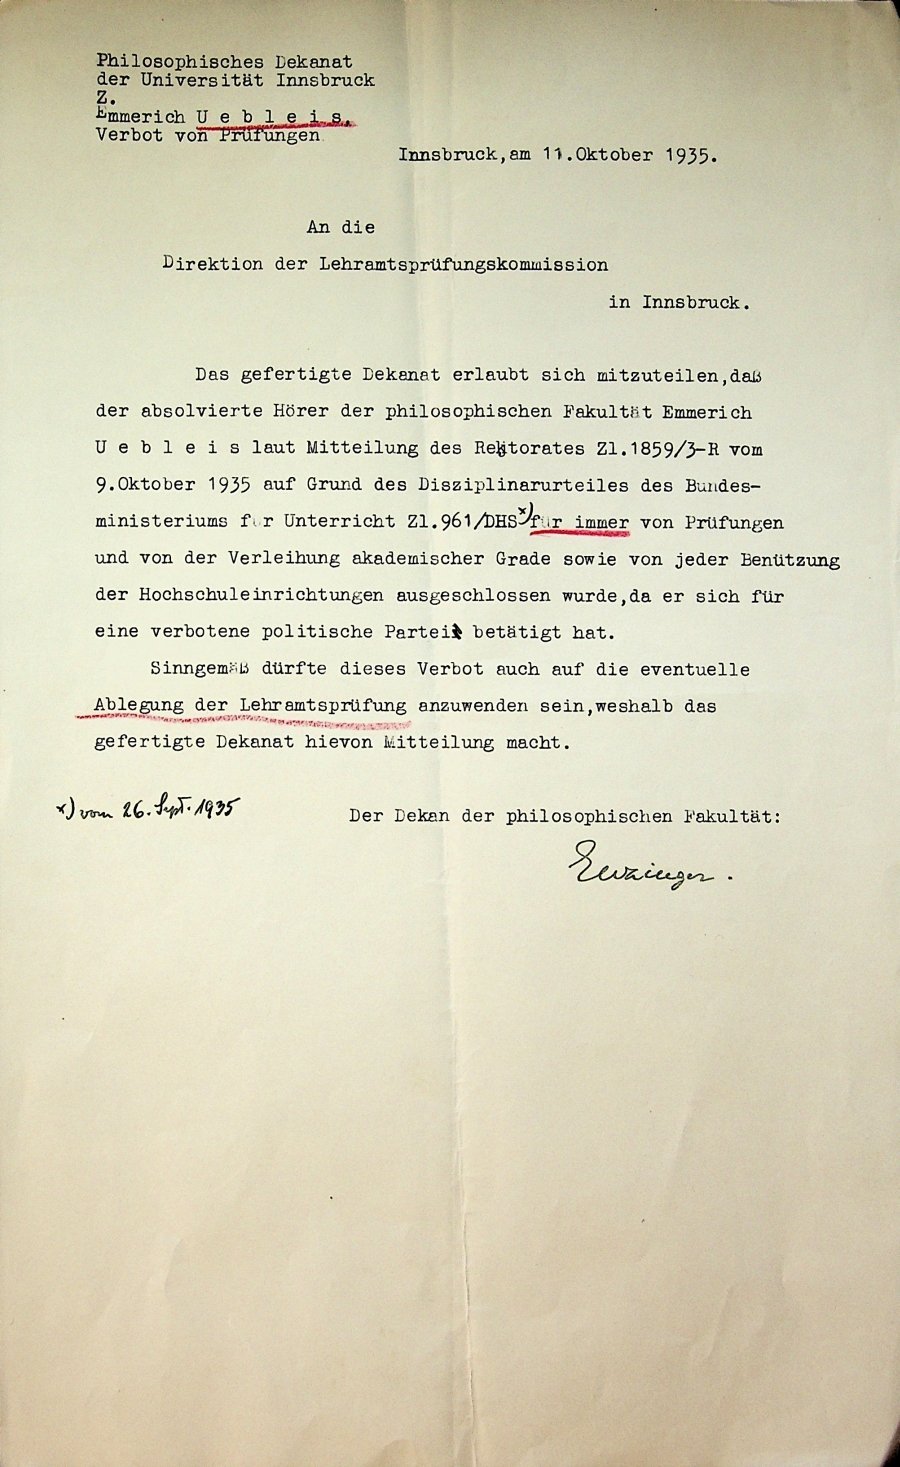 Philosophisches Dekanat
der Universität Innsbruck
Z.
Emmerich U e b l e i s.
Verbot von Prüfungen
Innsbruck,am 11.Oktober 1935.
An die
Direktion der Lehramtsprüfungskommission
in Innsbruck.
Das gefertigte Dekanat erlaubt sich mitzuteilen,daß
der absolvierte Hörer der philosophischen Fakultät Emmerich
U e b l e i s laut Mitteilung des Rektorates Zl.1859/3-R vom
9.Oktober 1935 auf Grund des Disziplinarurteiles des Bundes-
ministeriums für Unterricht Zl.961/DHS x) für immer von Prüfungen
und von der Verleihung akademischer Grade sowie von jeder Benützung
der Hochschuleinrichtungen ausgeschlossen wurde,da er sich für
eine verbotene politische Partei betätigt hat.
Sinngemäß dürfte dieses Verbot auch auf die eventuelle
Ablegung der Lehramtsprüfung anzuwenden sein,weshalb das
gefertigte Dekanat hievon Mitteilung macht.
x) vom 26. Sept. 1935
Der Dekan der philosophischen Fakultät:
Enzinger.